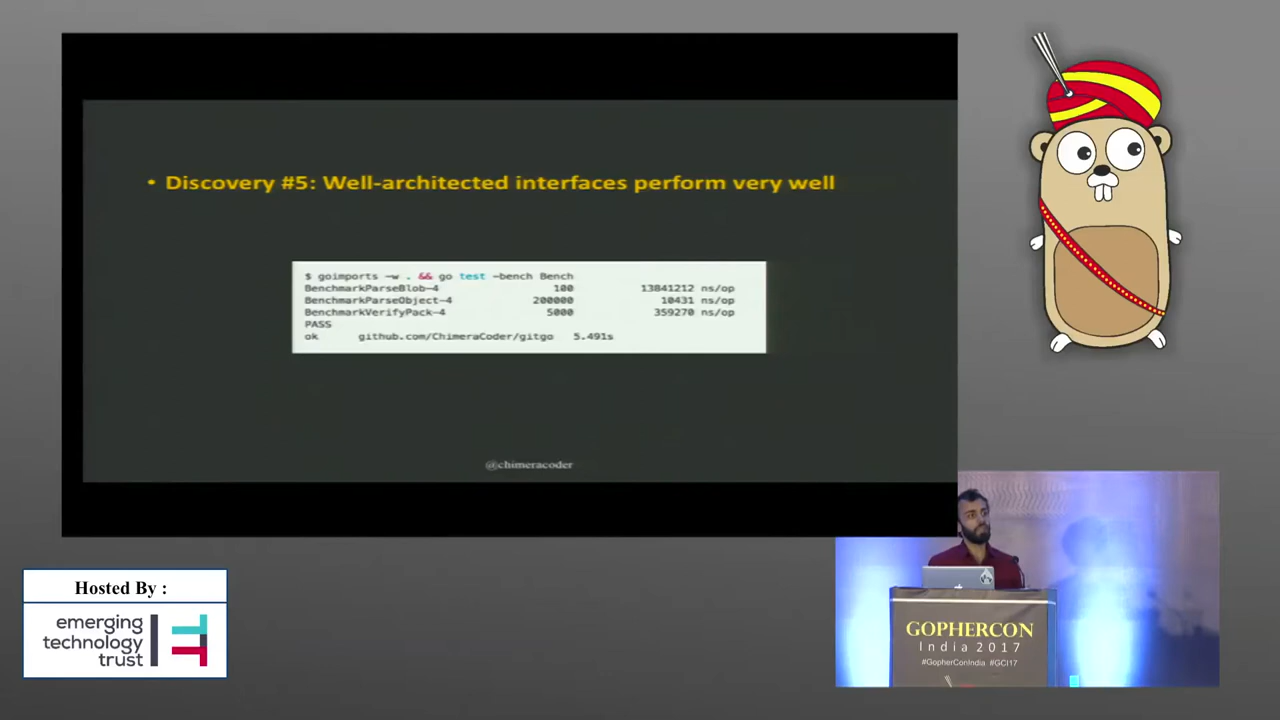 • Discovery #5: Well-architected interfaces perform very well
$ goimports -w . && go test -bench Bench
BenchmarkParseBlob-4 100 13841212 ns/op
BenchmarkParseObject-4 200000 10431 ns/op
BenchmarkVerifyPack-4 5000 359270 ns/op
PASS
ok github.com/ChimeraCoder/gitgo 5.491s
@chimeracoder
Hosted By :
emerging
technology
trust
GOPHERCON
India 2017
#GopherConIndia #GCI17